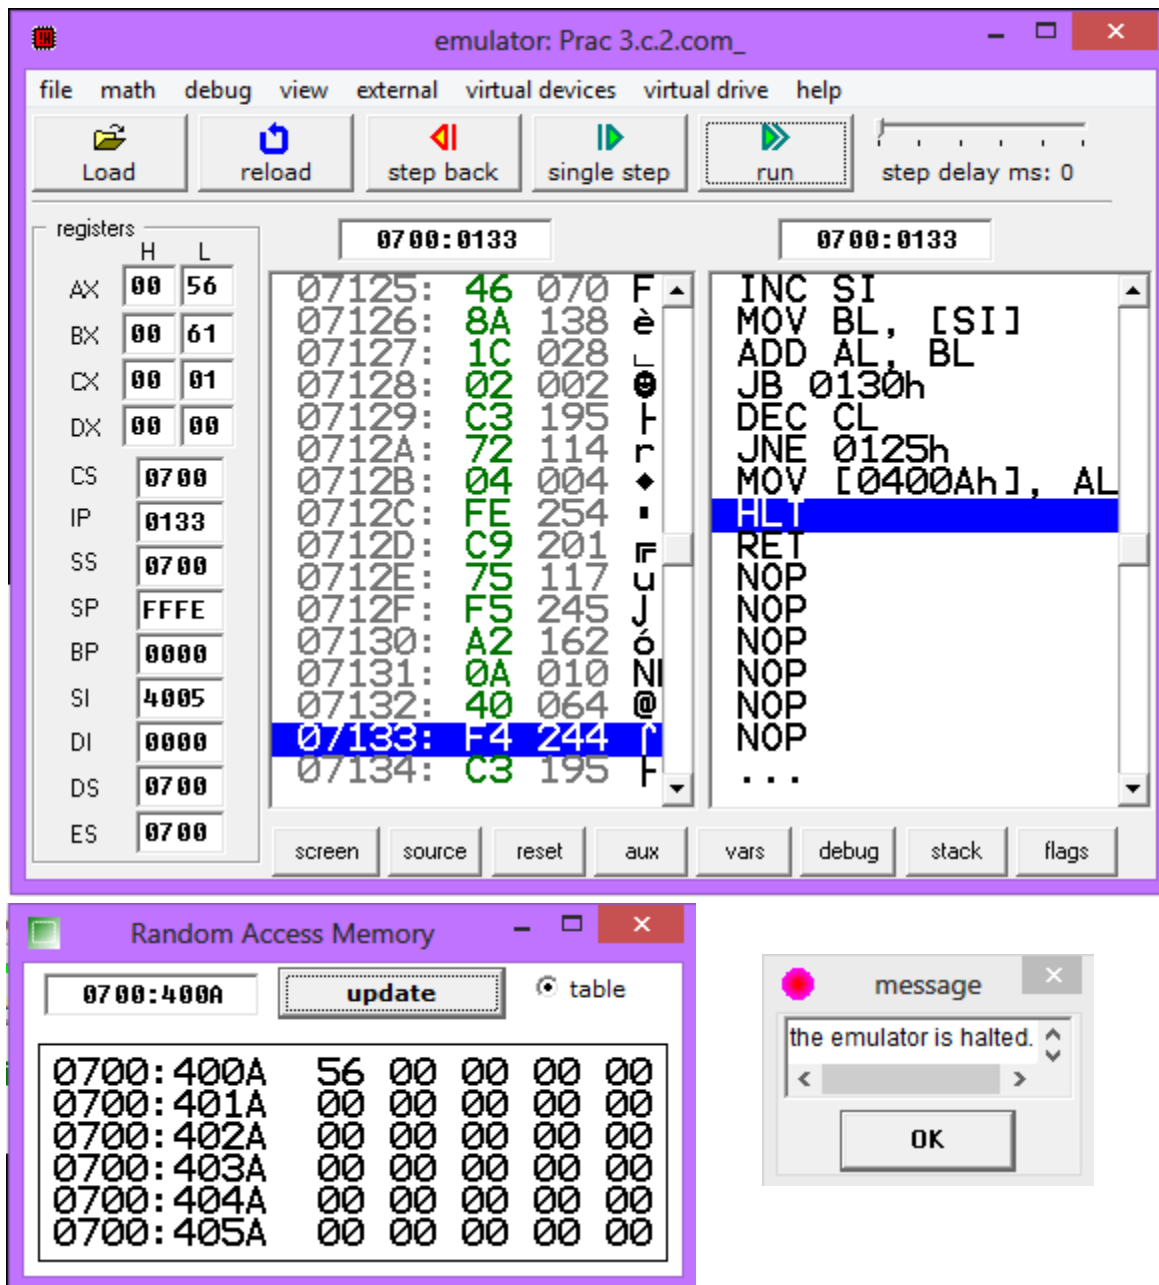 emulator: Prac 3.c.2.com_
file math debug view external virtual devices virtual drive help
Load reload step back single step run step delay ms: 0
registers
H L
0700:0133 0700:0133
AX 00 56
BX 00 61
CX 00 01
DX 00 00
CS 0700
IP 0133
SS 0700
SP FFFE
BP 0000
SI 4005
DI 0000
DS 0700
ES 0700
07125: 46 070 F
07126: 8A 138 è
07127: 1C 028 ∟
07128: 02 002 ☻
07129: C3 195 ├
0712A: 72 114 r
0712B: 04 004 ♦
0712C: FE 254 ■
0712D: C9 201 ╔
0712E: 75 117 u
0712F: F5 245 ⌡
07130: A2 162 ó
07131: 0A 010
07132: 40 064 @
07133: F4 244 ⌠
07134: C3 195 ├
INC SI
MOV BL, [SI]
ADD AL, BL
JB 0130h
DEC CL
JNE 0125h
MOV [0400Ah], AL
HLT
RET
NOP
NOP
NOP
NOP
NOP
NOP
...
screen source reset aux vars debug stack flags
Random Access Memory
0700:400A update table
0700:400A 56 00 00 00 00
0700:401A 00 00 00 00 00
0700:402A 00 00 00 00 00
0700:403A 00 00 00 00 00
0700:404A 00 00 00 00 00
0700:405A 00 00 00 00 00
message
the emulator is halted.
OK